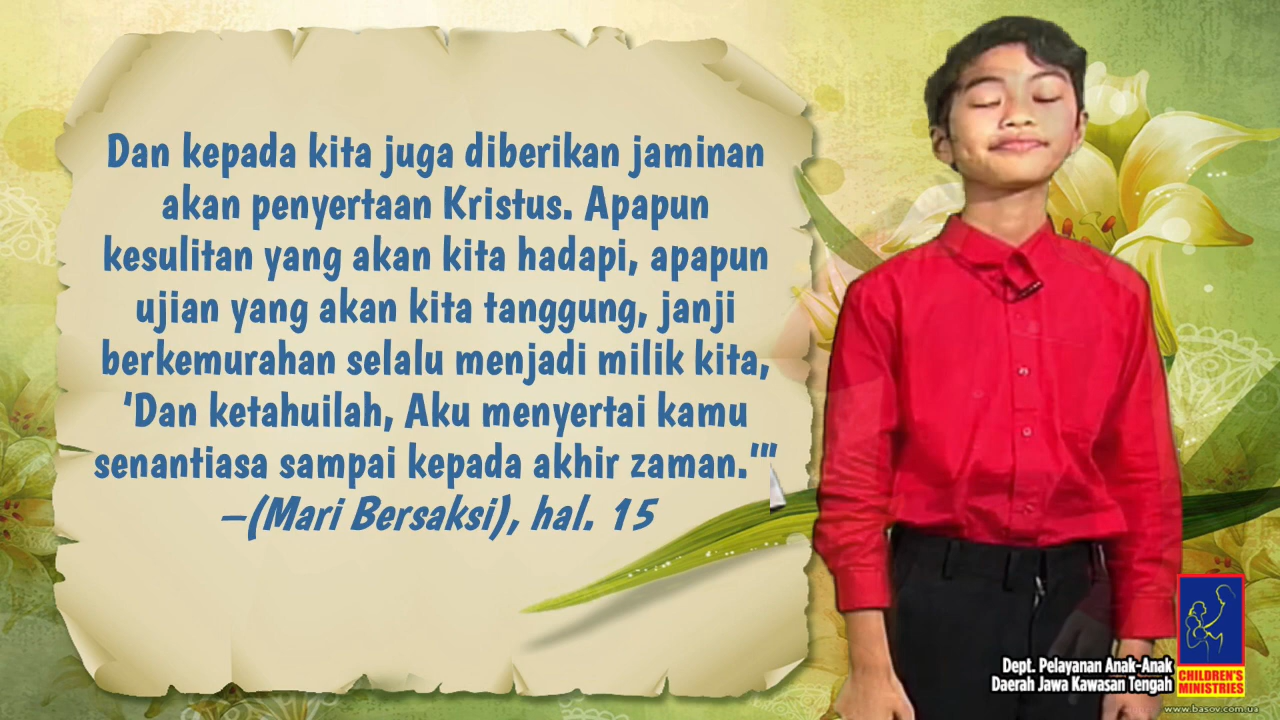 Dan kepada kita juga diberikan jaminan
akan penyertaan Kristus. Apapun
kesulitan yang akan kita hadapi, apapun
ujian yang akan kita tanggung, janji
berkemurahan selalu menjadi milik kita,
‘Dan ketahuilah, Aku menyertai kamu
senantiasa sampai kepada akhir zaman.’”
–(Mari Bersaksi), hal. 15
Dept. Pelayanan Anak-Anak
Daerah Jawa Kawasan Tengah
CHILDREN'S
MINISTRIES
www.basov.com.ua